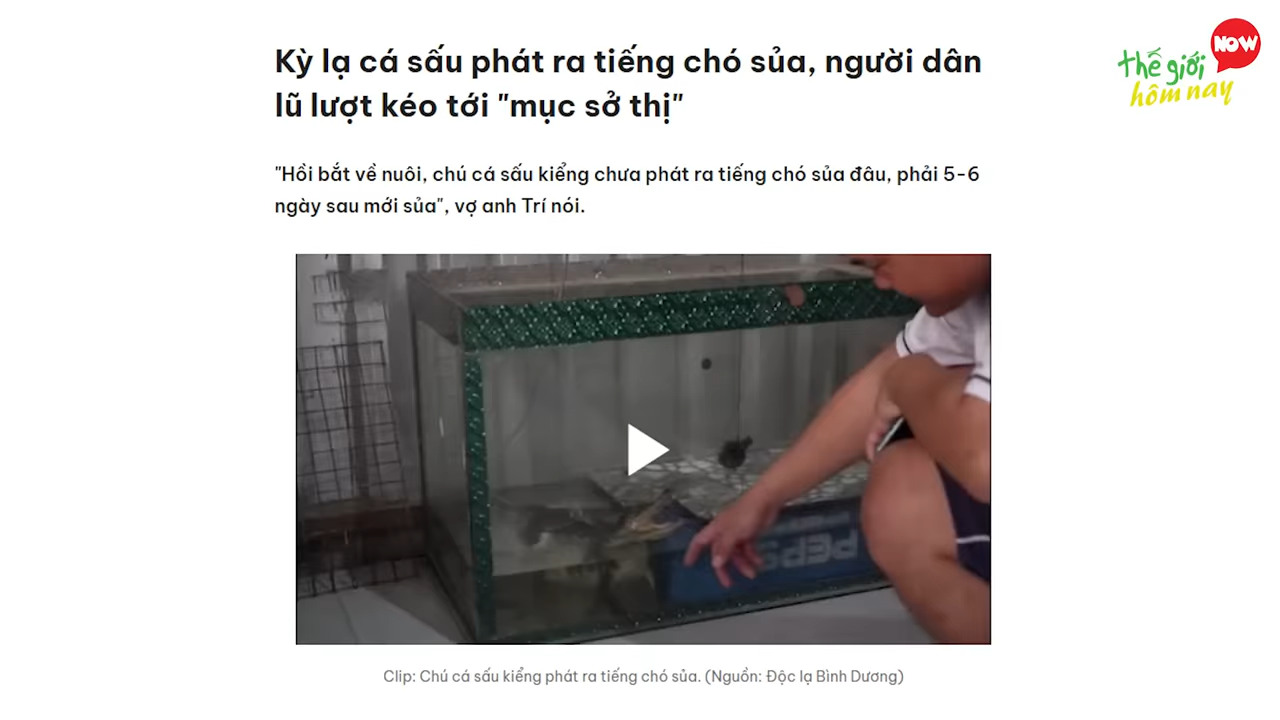 Kỳ lạ cá sấu phát ra tiếng chó sủa, người dân
lũ lượt kéo tới "mục sở thị"
thế giới
NOW
hôm nay
"Hồi bắt về nuôi, chú cá sấu kiểng chưa phát ra tiếng chó sủa đâu, phải 5-6
ngày sau mới sủa", vợ anh Trí nói.
PEPS
Clip: Chú cá sấu kiểng phát ra tiếng chó sủa. (Nguồn: Độc lạ Bình Dương)